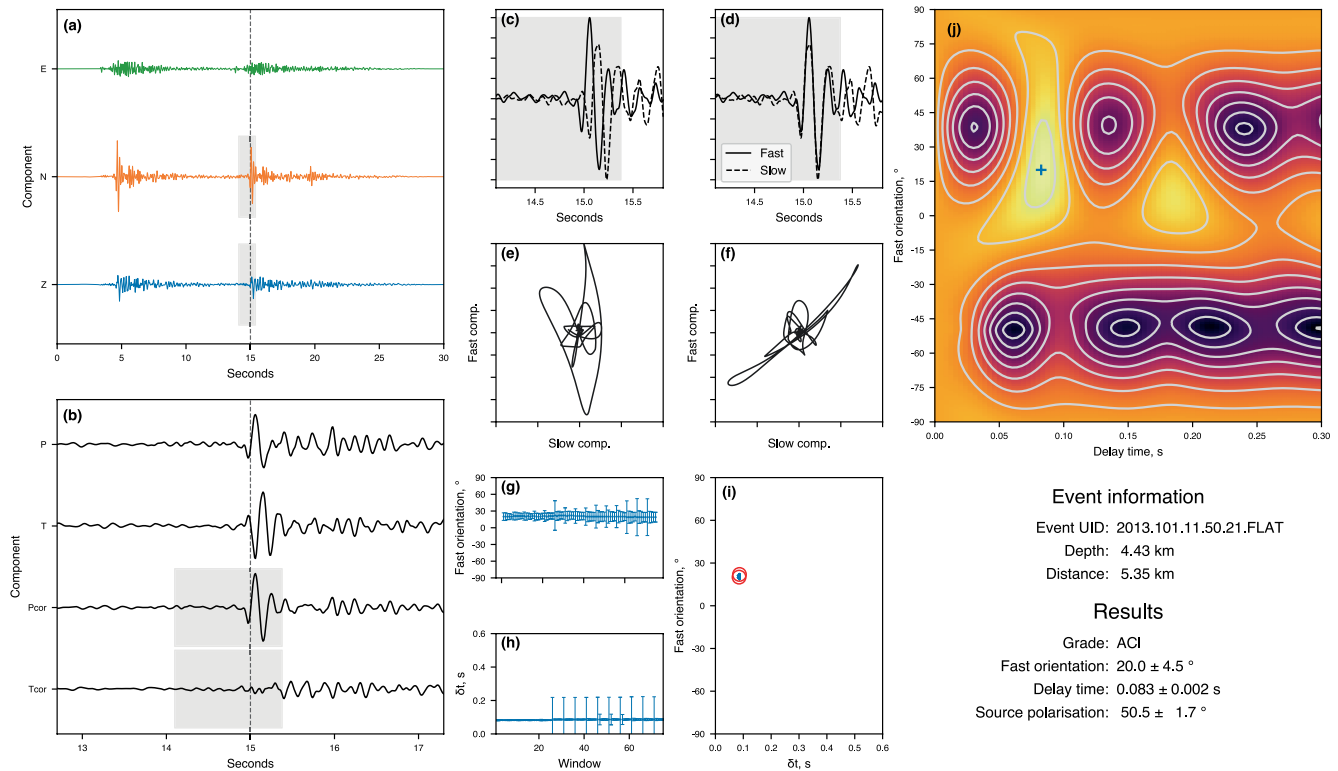 (a)
E
N
Z
Component
0 5 10 15 20 25 30
Seconds
(b)
P
T
Pcor
Tcor
Component
13 14 15 16 17
Seconds
(c)
14.5 15.5
Seconds
(d)
Fast
Slow
14.5 15.5
Seconds
(e)
Fast comp.
Slow comp.
(f)
Fast comp.
Slow comp.
(g)
Fast orientation, °
90
60
30
0
-30
-60
-90
(h)
δt, s
0.6
0.4
0.2
0.0
20 40 60
Window
(i)
Fast orientation, °
90
60
30
0
-30
-60
-90
0.0 0.1 0.2 0.3 0.4 0.5 0.6
δt, s
(j)
Fast orientation, °
90
75
60
45
30
15
0
-15
-30
-45
-60
-75
-90
0.00 0.05 0.10 0.15 0.20 0.25 0.30
Delay time, s
Event information
Event UID: 2013.101.11.50.21.FLAT
Depth: 4.43 km
Distance: 5.35 km
Results
Grade: ACI
Fast orientation: 20.0 ± 4.5 °
Delay time: 0.083 ± 0.002 s
Source polarisation: 50.5 ± 1.7 °